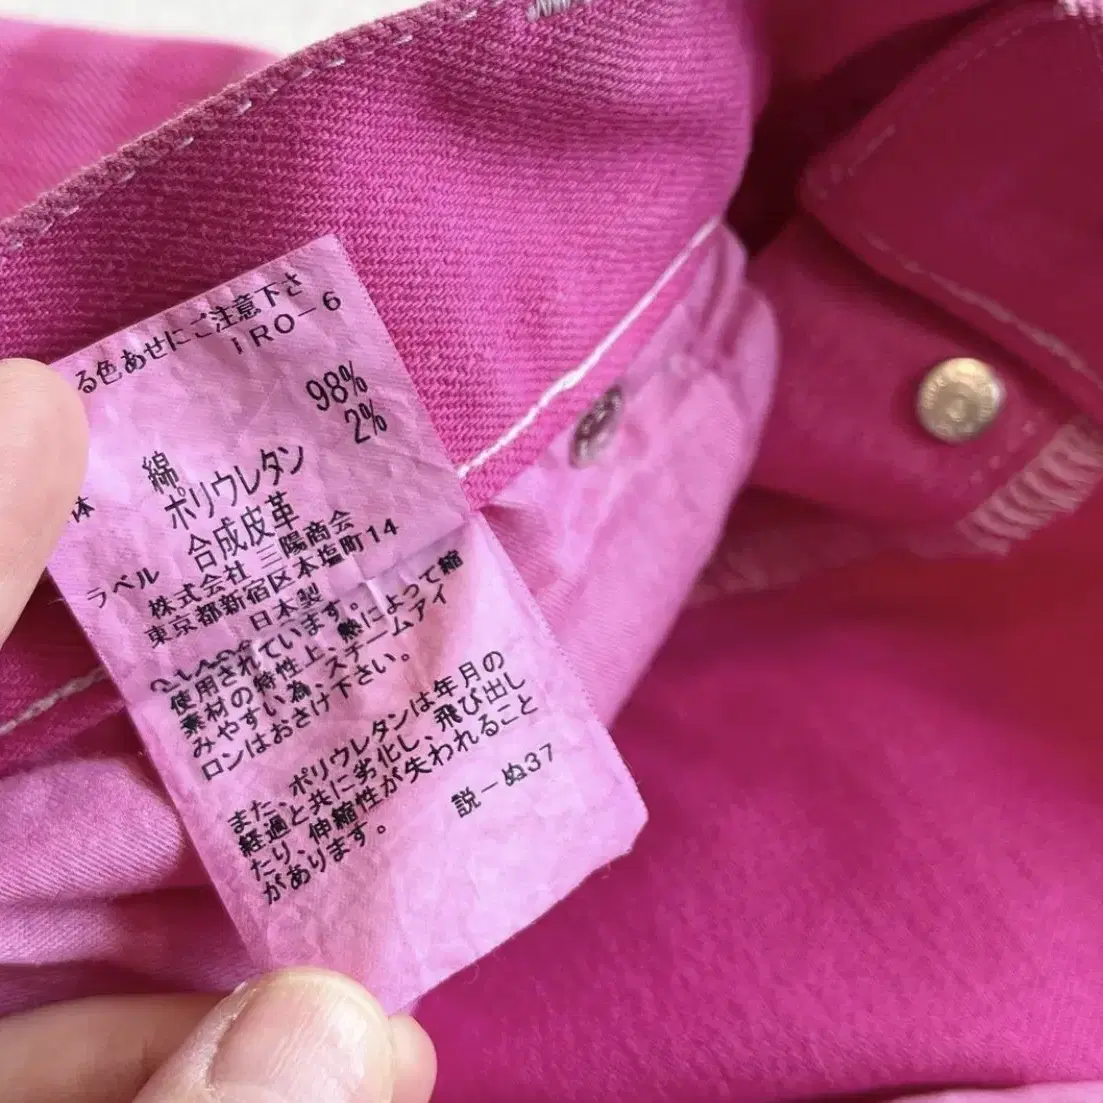 る色あせにご注意下さ
IRO-6
98%
2%
綿
ポリウレタン
体
合成皮革
ラベル
株式会社 三陽商会
東京都新宿区本塩町14
日本製
使用されています。
素材の特性上、熱によって縮
みやすい為、スチームアイ
ロンはおさけ下さい。
また、ポリウレタンは年月の
経過と共に劣化し、飛び出し
たり、伸縮性が失われること
があります。
説-ぬ37